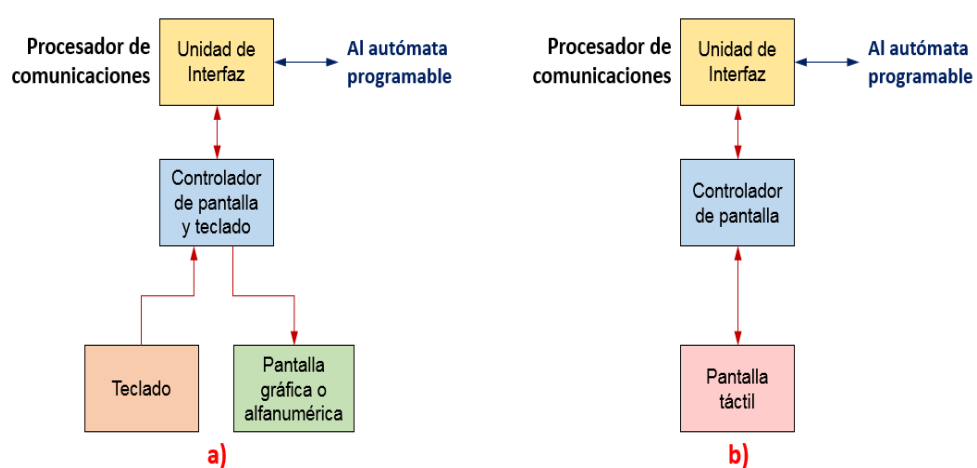 Procesador de
comunicaciones
Unidad de
Interfaz
Al autómata
programable
Controlador
de pantalla
y teclado
Teclado
Pantalla
gráfica o
alfanumérica
a)
Procesador de
comunicaciones
Unidad de
Interfaz
Al autómata
programable
Controlador
de pantalla
Pantalla
táctil
b)